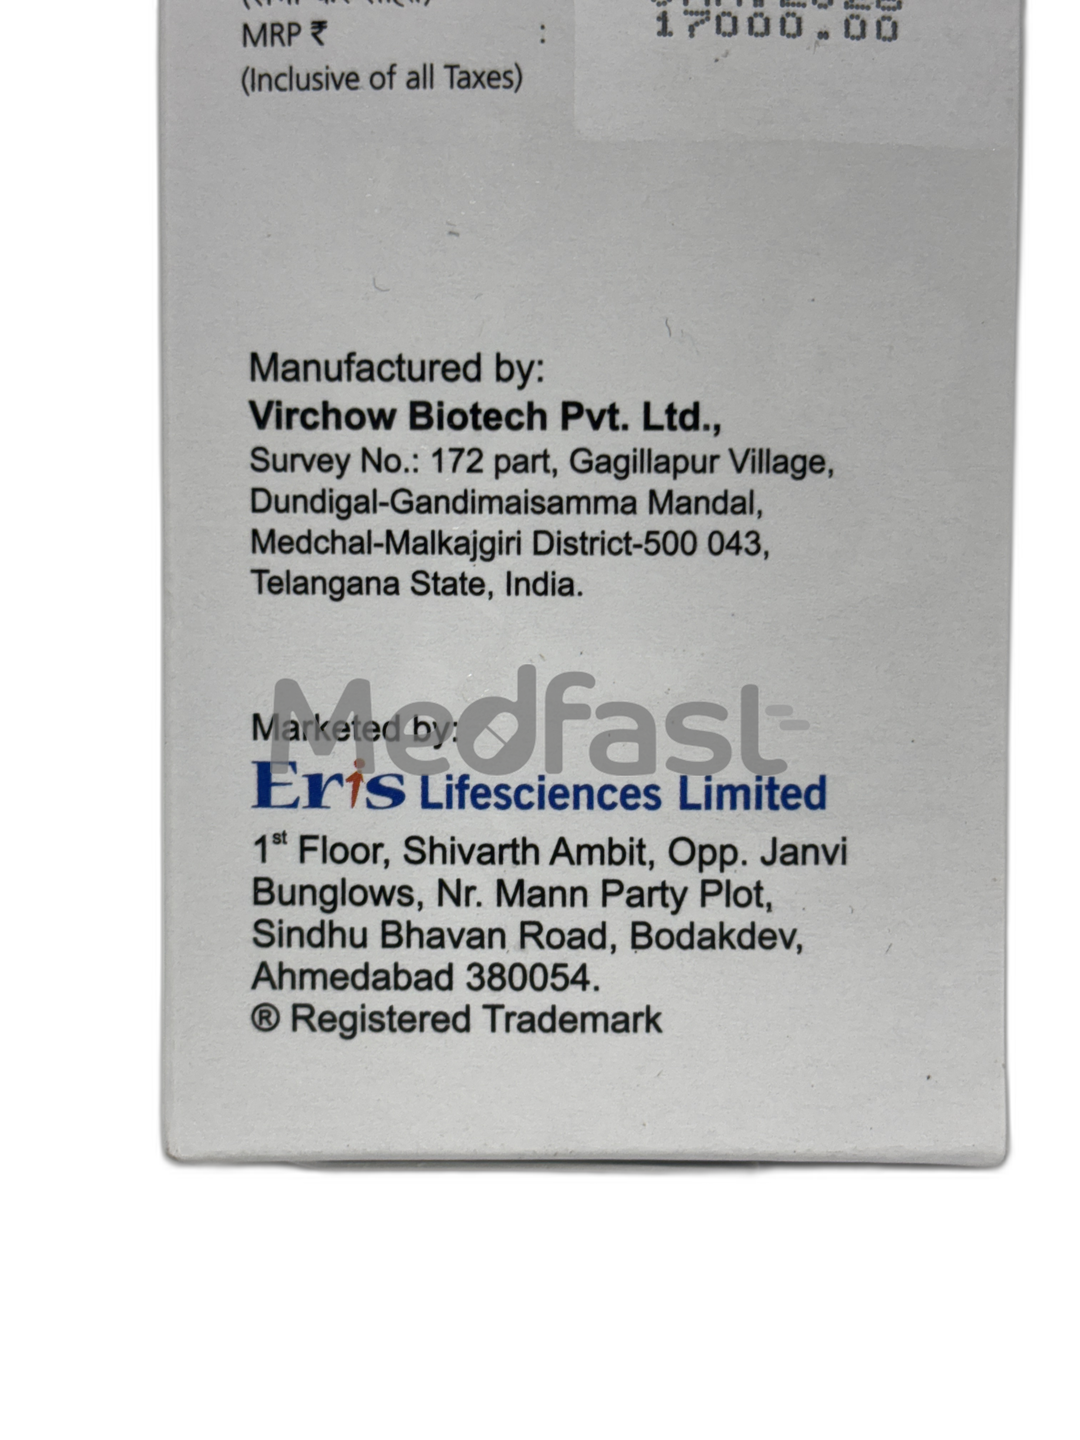 17000.00
MRP ₹ :
(Inclusive of all Taxes)
Manufactured by:
Virchow Biotech Pvt. Ltd.,
Survey No.: 172 part, Gagillapur Village,
Dundigal-Gandimaisamma Mandal,
Medchal-Malkajgiri District-500 043,
Telangana State, India.
Medfast
Marketed by:
Eris Lifesciences Limited
1st Floor, Shivarth Ambit, Opp. Janvi
Bunglows, Nr. Mann Party Plot,
Sindhu Bhavan Road, Bodakdev,
Ahmedabad 380054.
® Registered Trademark